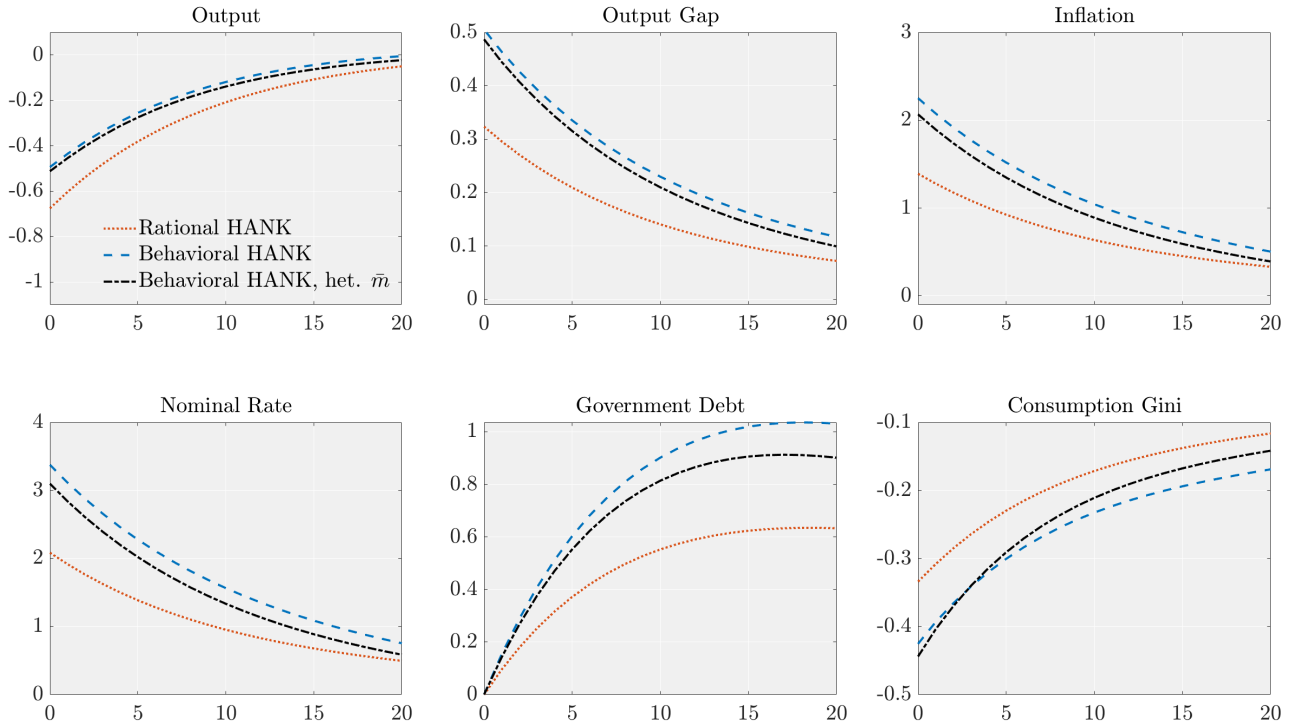 Output
0
-0.2
-0.4
-0.6
-0.8
-1
Rational HANK
Behavioral HANK
Behavioral HANK, het. m̄
0 5 10 15 20
Output Gap
0.5
0.4
0.3
0.2
0.1
0
0 5 10 15 20
Inflation
3
2
1
0
0 5 10 15 20
Nominal Rate
4
3
2
1
0
0 5 10 15 20
Government Debt
1
0.8
0.6
0.4
0.2
0
0 5 10 15 20
Consumption Gini
-0.1
-0.2
-0.3
-0.4
-0.5
0 5 10 15 20